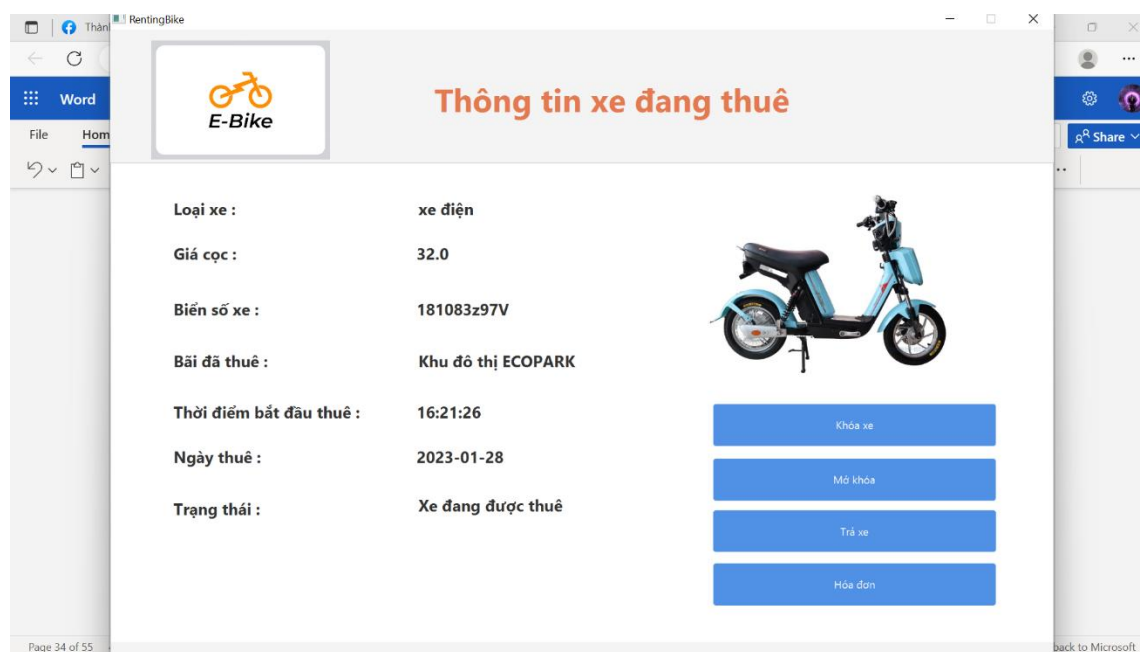 Thàn
RentingBike
Word
E-Bike
Thông tin xe đang thuê
File
Hom
Share
Loại xe :
xe điện
Giá cọc :
32.0
Biển số xe :
181083z97V
Bãi đã thuê :
Khu đô thị ECOPARK
Thời điểm bắt đầu thuê :
16:21:26
Khóa xe
Ngày thuê :
2023-01-28
Mở khóa
Trạng thái :
Xe đang được thuê
Trả xe
Hóa đơn
Page 34 of 55
back to Microsoft